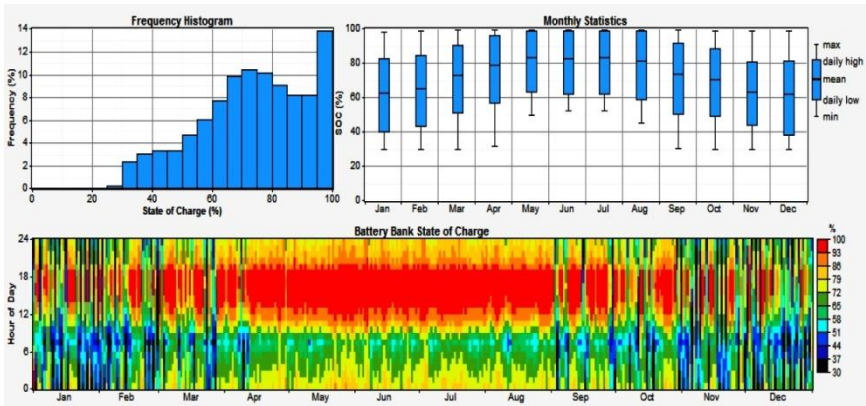 Frequency Histogram
14
12
10
8
6
4
2
0
Frequency (%)
0 20 40 60 80 100
State of Charge (%)
Monthly Statistics
100
80
60
40
20
0
SOC (%)
Jan Feb Mar Apr May Jun Jul Aug Sep Oct Nov Dec
max
daily high
mean
daily low
min
Battery Bank State of Charge
24
18
12
6
0
Hour of Day
Jan Feb Mar Apr May Jun Jul Aug Sep Oct Nov Dec
%
100
93
86
79
72
65
58
51
44
37
30